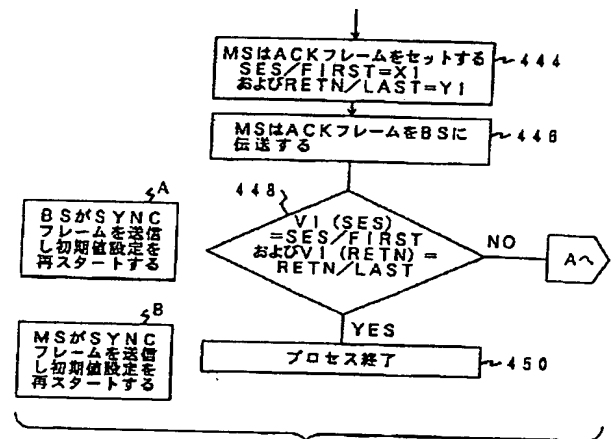 MSはACKフレームをセットする
SES/FIRST=X1
およびRETN/LAST=Y1
444
MSはACKフレームをBSに
伝送する
446
448
V1(SES)
=SES/FIRST
およびV1(RETN)=
RETN/LAST
NO
Aへ
A
BSがSYNC
フレームを送信
し初期値設定を
再スタートする
B
MSがSYNC
フレームを送信
し初期値設定を
再スタートする
YES
プロセス終了
450